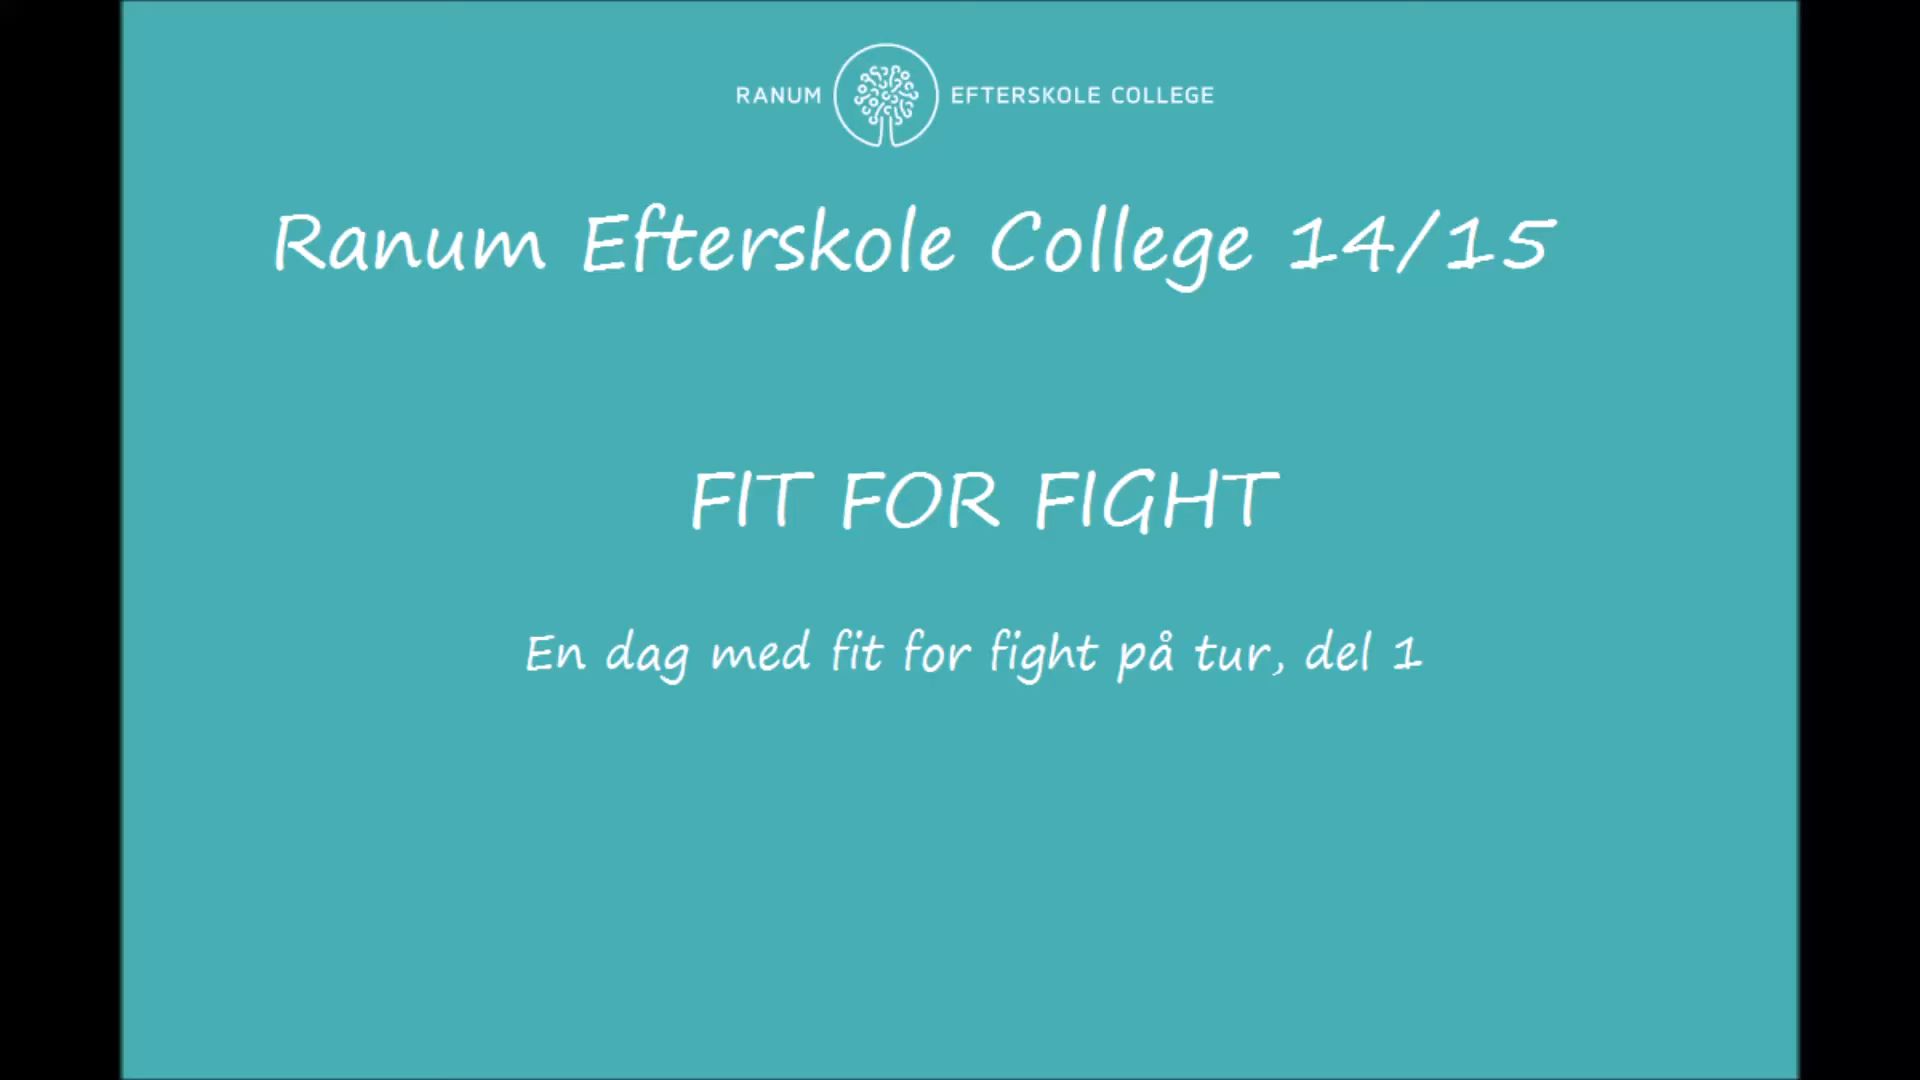 RANUM EFTERSKOLE COLLEGE
Ranum Efterskole College 14/15
FIT FOR FIGHT
En dag med fit for fight på tur, del 1